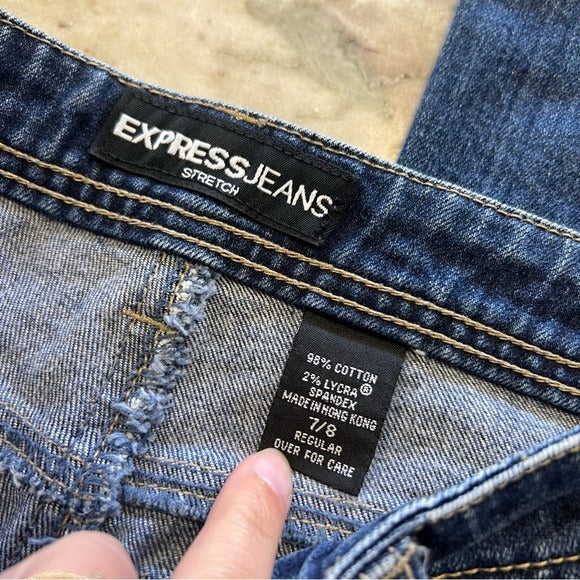 EXPRESSJEANS
STRETCH
98% COTTON
2% LYCRA®
SPANDEX
MADE IN HONG KONG
7/8
REGULAR
OVER FOR CARE